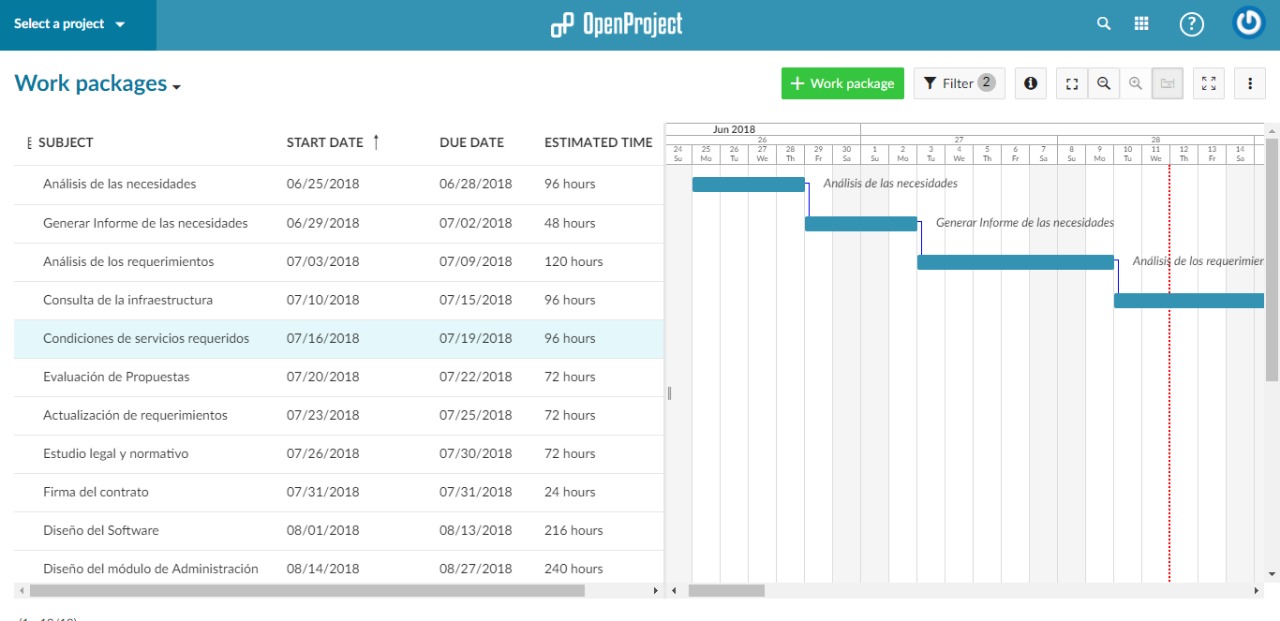 Select a project
OpenProject
Work packages
Work package
Filter 2
SUBJECT START DATE DUE DATE ESTIMATED TIME
Análisis de las necesidades 06/25/2018 06/28/2018 96 hours
Generar Informe de las necesidades 06/29/2018 07/02/2018 48 hours
Análisis de los requerimientos 07/03/2018 07/09/2018 120 hours
Consulta de la infraestructura 07/10/2018 07/15/2018 96 hours
Condiciones de servicios requeridos 07/16/2018 07/19/2018 96 hours
Evaluación de Propuestas 07/20/2018 07/22/2018 72 hours
Actualización de requerimientos 07/23/2018 07/25/2018 72 hours
Estudio legal y normativo 07/26/2018 07/30/2018 72 hours
Firma del contrato 07/31/2018 07/31/2018 24 hours
Diseño del Software 08/01/2018 08/13/2018 216 hours
Diseño del módulo de Administración 08/14/2018 08/27/2018 240 hours
Jun 2018
26 27 28
24 25 26 27 28 29 30 1 2 3 4 5 6 7 8 9 10 11 12 13 14
Su Mo Tu We Th Fr Sa Su Mo Tu We Th Fr Sa Su Mo Tu We Th Fr Sa
Análisis de las necesidades
Generar Informe de las necesidades
Análisis de los requerimier